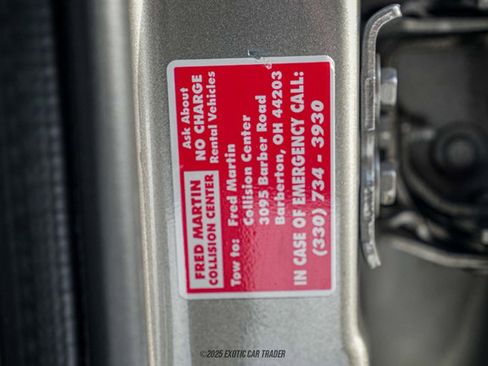 FRED MARTIN
COLLISION CENTER
Ask About
NO CHARGE
Rental Vehicles
Tow to: Fred Martin
Collision Center
3095 Barber Road
Barberton, OH 44203
IN CASE OF EMERGENCY CALL:
(330) 734 - 3930
©2025 EXOTIC CAR TRADER